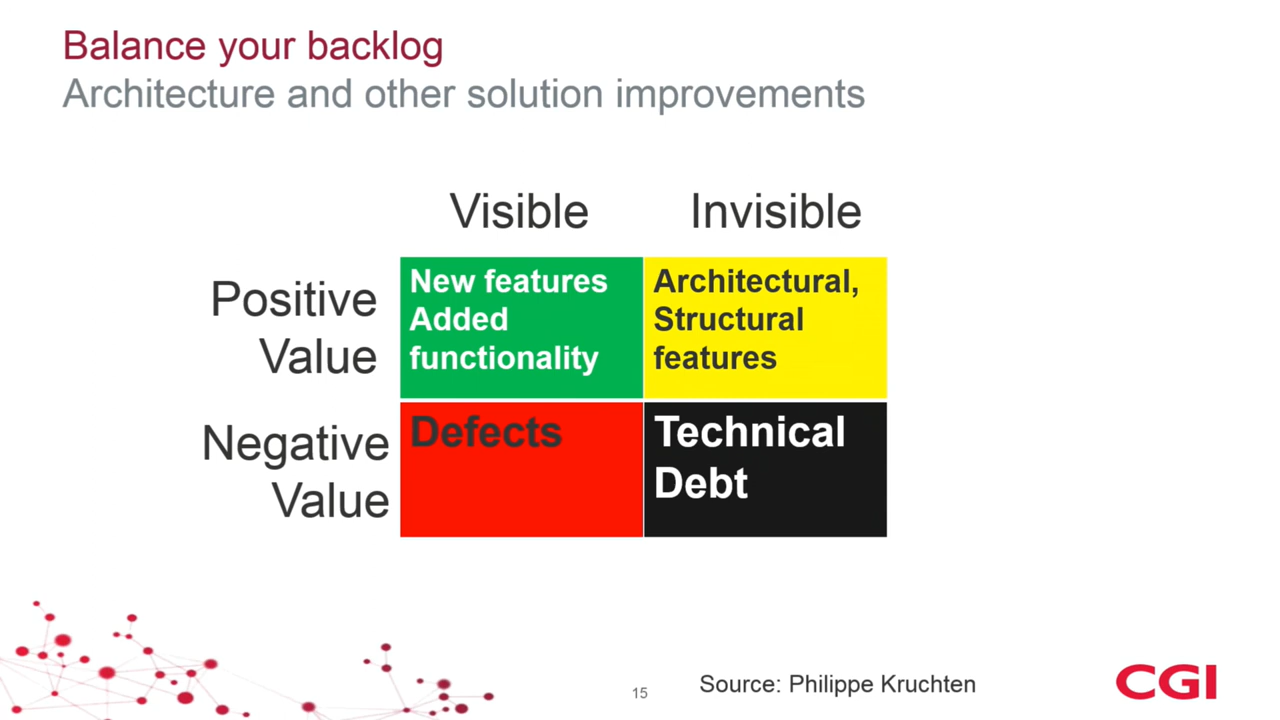 Balance your backlog
Architecture and other solution improvements
Visible
Invisible
Positive
Value
New features
Added
functionality
Architectural,
Structural
features
Negative
Value
Defects
Technical
Debt
15
Source: Philippe Kruchten
CGI